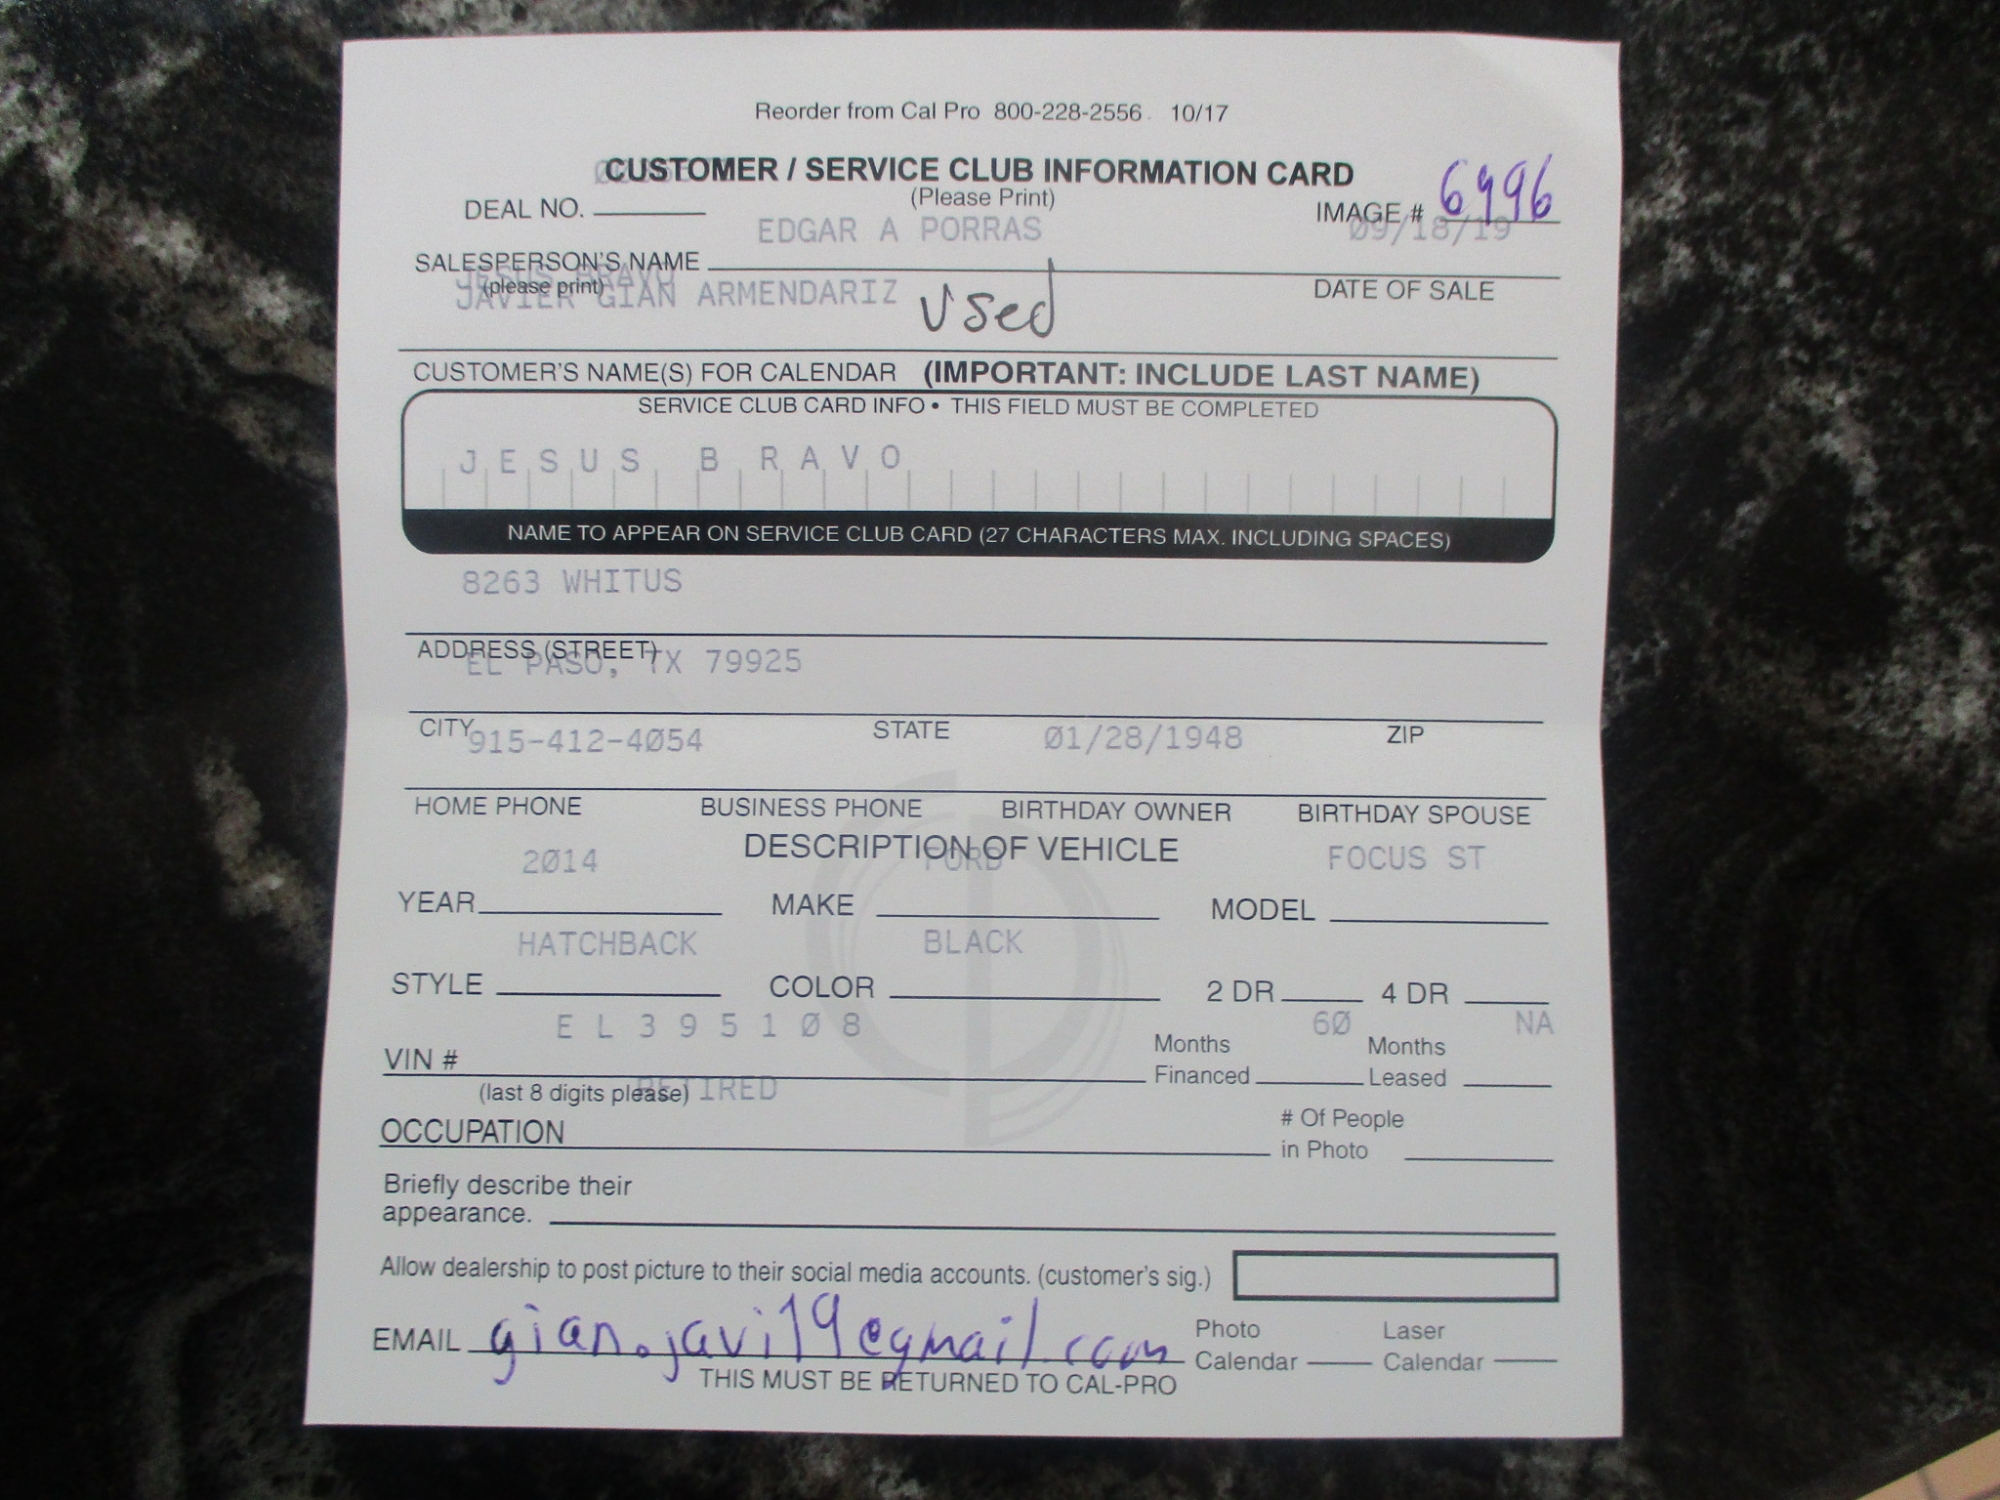 Reorder from Cal Pro 800-228-2556 10/17
CUSTOMER / SERVICE CLUB INFORMATION CARD
(Please Print)
DEAL NO.
IMAGE # 6996
EDGAR A PORRAS
09/18/19
SALESPERSON'S NAME
(please print)
DATE OF SALE
JESUS BRAVO
JAVIER GIAN ARMENDARIZ
Used
CUSTOMER'S NAME(S) FOR CALENDAR (IMPORTANT: INCLUDE LAST NAME)
SERVICE CLUB CARD INFO • THIS FIELD MUST BE COMPLETED
JESUS BRAVO
NAME TO APPEAR ON SERVICE CLUB CARD (27 CHARACTERS MAX. INCLUDING SPACES)
8263 WHITUS
ADDRESS (STREET)
EL PASO, TX 79925
CITY STATE ZIP
915-412-4054 01/28/1948
HOME PHONE BUSINESS PHONE BIRTHDAY OWNER BIRTHDAY SPOUSE
DESCRIPTION OF VEHICLE
2014 FORD FOCUS ST
YEAR MAKE MODEL
HATCHBACK BLACK
STYLE COLOR 2 DR 4 DR
EL395108 60 NA
VIN # Months Financed Months Leased
(last 8 digits please)
RETIRED
OCCUPATION # Of People in Photo
Briefly describe their
appearance.
Allow dealership to post picture to their social media accounts. (customer's sig.)
EMAIL gian.javi19@gmail.com Photo Calendar Laser Calendar
THIS MUST BE RETURNED TO CAL-PRO